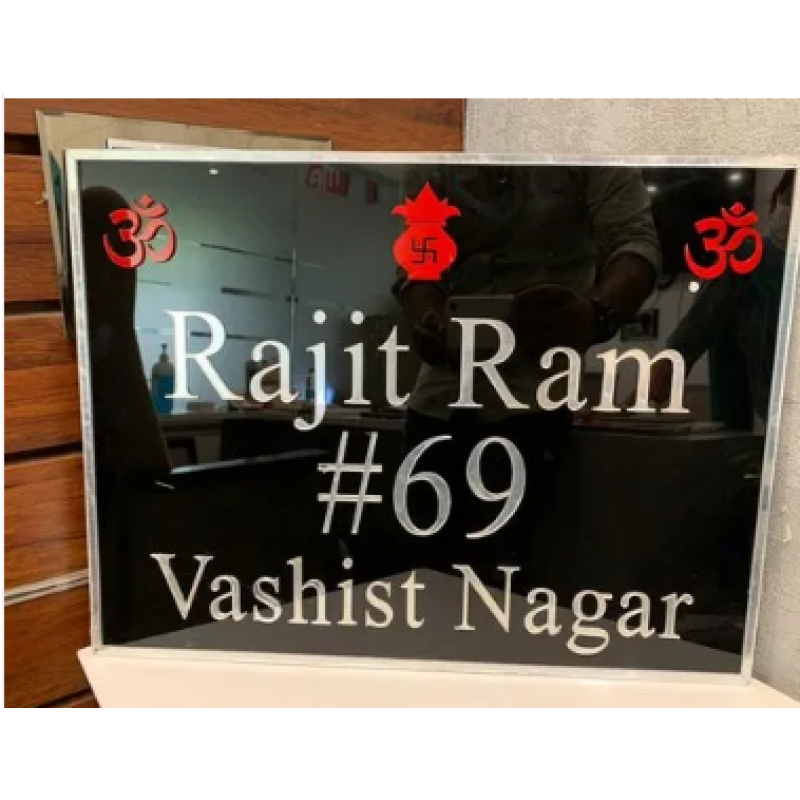 ॐ ॐ
Rajit Ram
#69
Vashist Nagar